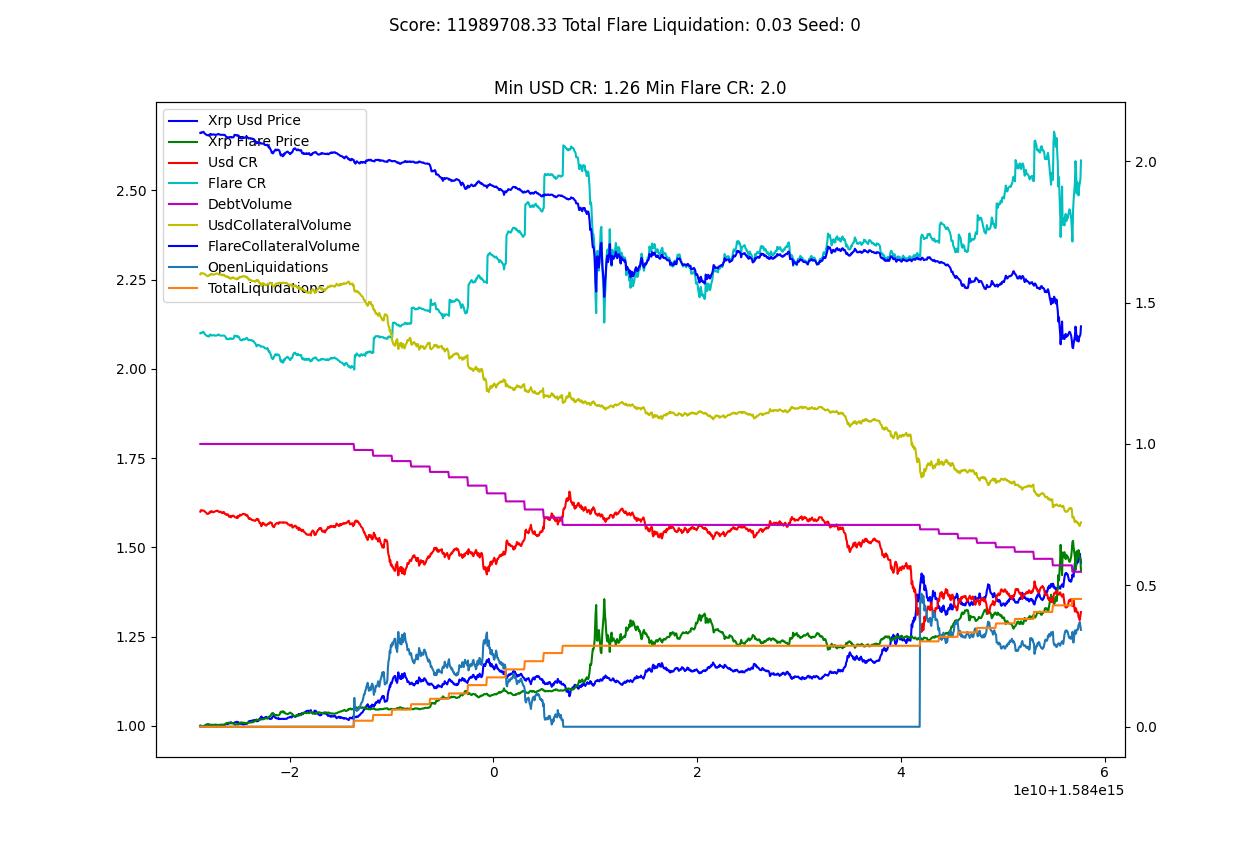 Score: 11989708.33 Total Flare Liquidation: 0.03 Seed: 0
Min USD CR: 1.26 Min Flare CR: 2.0
Xrp Usd Price
Xrp Flare Price
Usd CR
Flare CR
DebtVolume
UsdCollateralVolume
FlareCollateralVolume
OpenLiquidations
TotalLiquidations
2.50
2.25
2.00
1.75
1.50
1.25
1.00
2.0
1.5
1.0
0.5
0.0
−2
0
2
4
6
1e10+1.584e15